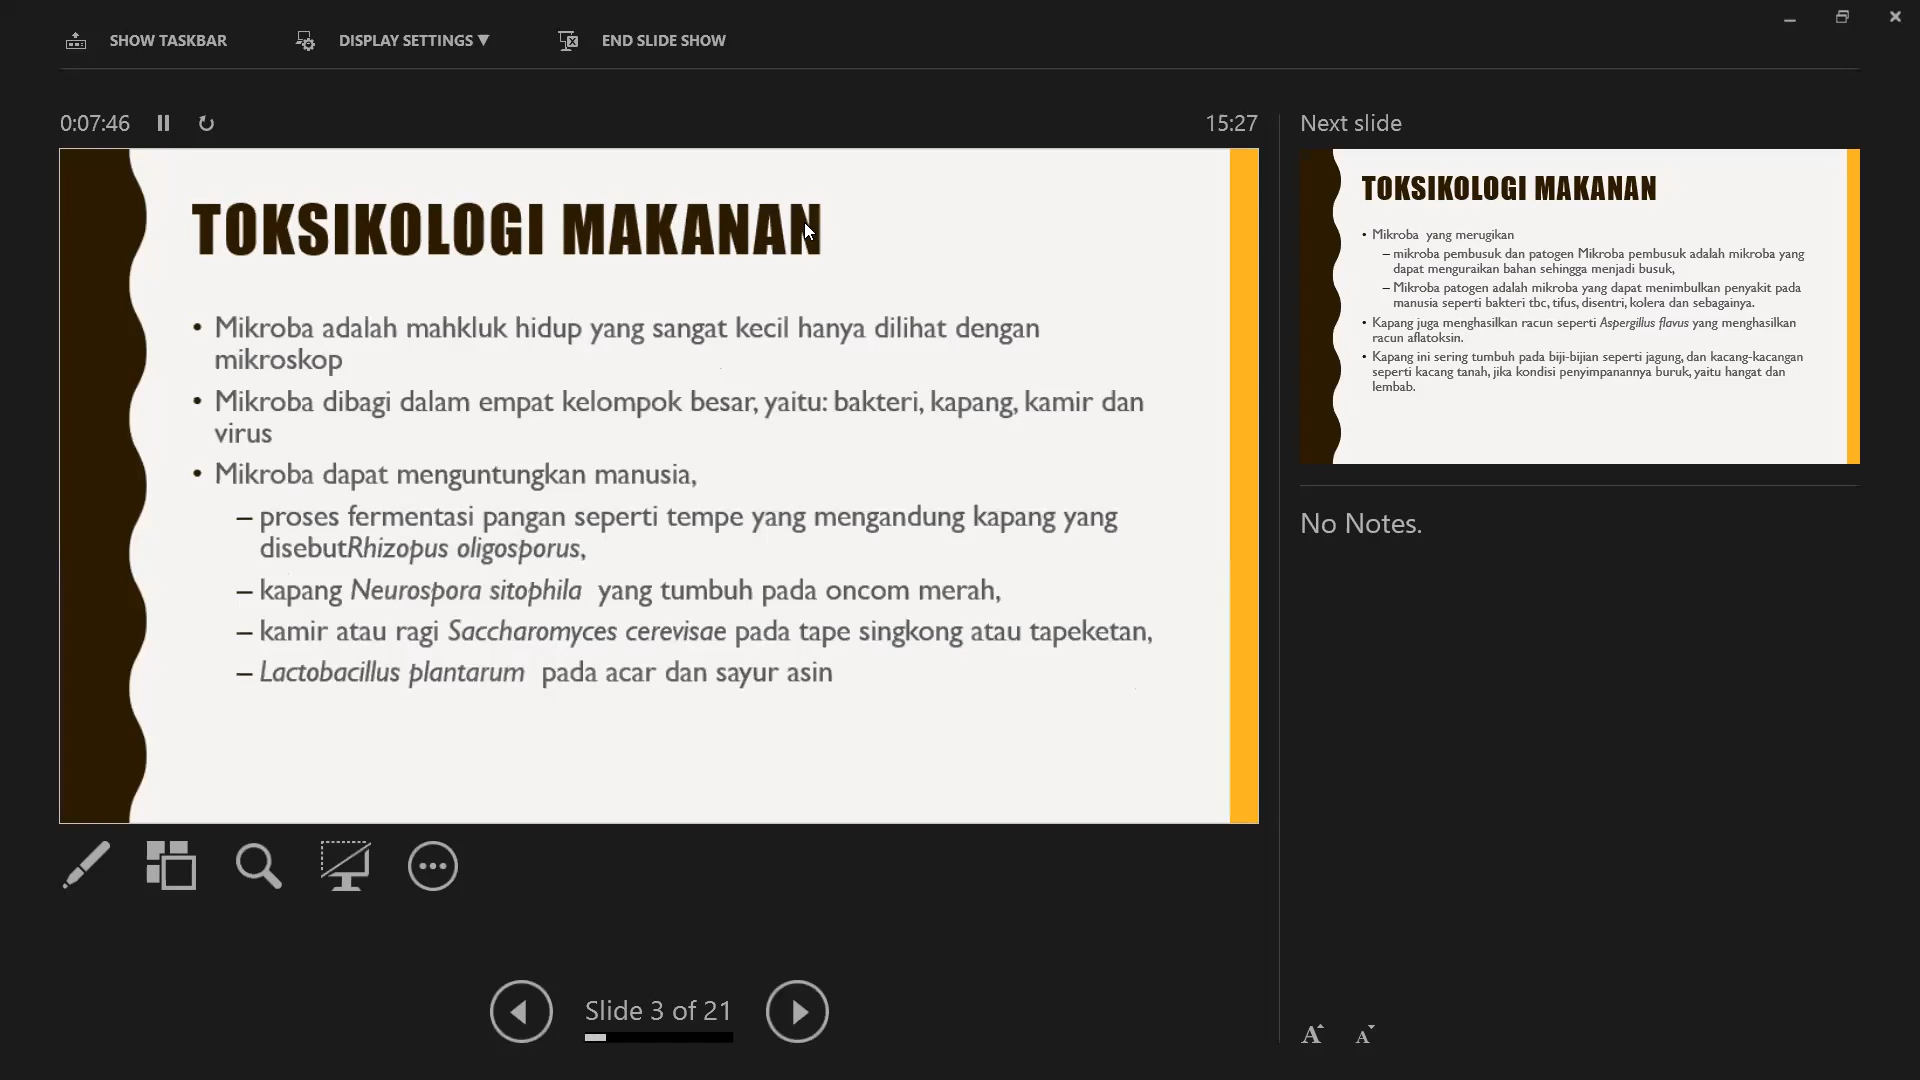 SHOW TASKBAR
DISPLAY SETTINGS ▼
END SLIDE SHOW
0:07:46
15:27
TOKSIKOLOGI MAKANAN
• Mikroba adalah mahkluk hidup yang sangat kecil hanya dilihat dengan
mikroskop
• Mikroba dibagi dalam empat kelompok besar, yaitu: bakteri, kapang, kamir dan
virus
• Mikroba dapat menguntungkan manusia,
– proses fermentasi pangan seperti tempe yang mengandung kapang yang
disebutRhizopus oligosporus,
– kapang Neurospora sitophila yang tumbuh pada oncom merah,
– kamir atau ragi Saccharomyces cerevisae pada tape singkong atau tapeketan,
– Lactobacillus plantarum pada acar dan sayur asin
Slide 3 of 21
Next slide
TOKSIKOLOGI MAKANAN
• Mikroba yang merugikan
– mikroba pembusuk dan patogen Mikroba pembusuk adalah mikroba yang
dapat menguraikan bahan sehingga menjadi busuk,
– Mikroba patogen adalah mikroba yang dapat menimbulkan penyakit pada
manusia seperti bakteri tbc, tifus, disentri, kolera dan sebagainya.
• Kapang juga menghasilkan racun seperti Aspergillus flavus yang menghasilkan
racun aflatoksin.
• Kapang ini sering tumbuh pada biji-bijian seperti jagung, dan kacang-kacangan
seperti kacang tanah, jika kondisi penyimpanannya buruk, yaitu hangat dan
lembab.
No Notes.
A A